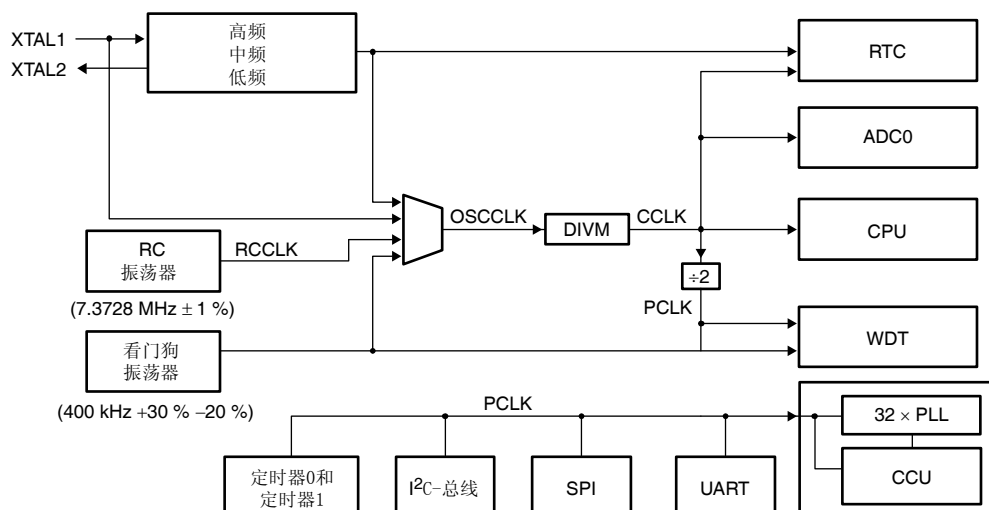 XTAL1
XTAL2
高频
中频
低频
RTC
ADC0
OSCCLK
DIVM
CCLK
CPU
RC
振荡器
RCCLK
(7.3728 MHz ± 1 %)
÷2
PCLK
WDT
看门狗
振荡器
(400 kHz +30 % –20 %)
PCLK
32 × PLL
CCU
定时器0和
定时器1
I²C-总线
SPI
UART